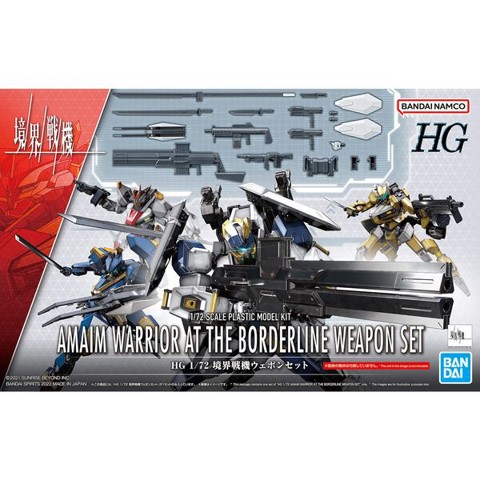 境界戦機
BANDAI NAMCO
HG
1/72 SCALE PLASTIC MODEL KIT
AMAIM WARRIOR AT THE BORDERLINE WEAPON SET
HG 1/72 境界戦機ウェポンセット
©2021 SUNRISE BEYOND INC.
BANDAI SPIRITS 2022 MADE IN JAPAN
BAN
DAI